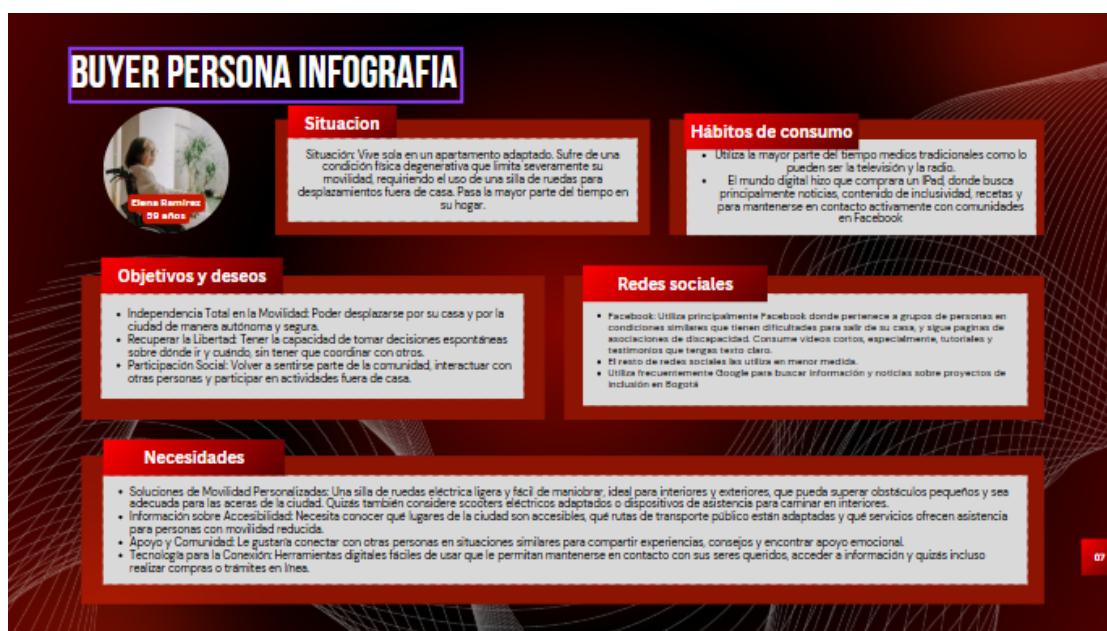 BUYER PERSONA INFOGRAFIA
Elena Ramirez
59 años
Situacion
Situación: Vive sola en un apartamento adaptado. Sufre de una
condición física degenerativa que limita severamente su
movilidad, requiriendo el uso de una silla de ruedas para
desplazamientos fuera de casa. Pasa la mayor parte del tiempo en
su hogar.
Hábitos de consumo
• Utiliza la mayor parte del tiempo medios tradicionales como lo
pueden ser la televisión y la radio.
• El mundo digital hizo que comprara un IPad, donde busca
principalmente noticias, contenido de inclusividad, recetas y
para mantenerse en contacto activamente con comunidades
en Facebook
Objetivos y deseos
• Independencia Total en la Movilidad: Poder desplazarse por su casa y por la
ciudad de manera autónoma y segura.
• Recuperar la Libertad: Tener la capacidad de tomar decisiones espontáneas
sobre dónde ir y cuándo, sin tener que coordinar con otros.
• Participación Social: Volver a sentirse parte de la comunidad, interactuar con
otras personas y participar en actividades fuera de casa.
Redes sociales
• Facebook: Utiliza principalmente Facebook donde pertenece a grupos de personas en
condiciones similares que tienen dificultades para salir de su casa, y sigue paginas de
asociaciones de discapacidad. Consume videos cortos, especialmente, tutoriales y
testimonios que tengas texto claro.
• El resto de redes sociales las utiliza en menor medida.
• Utiliza frecuentemente Google para buscar información y noticias sobre proyectos de
inclusión en Bogotá
Necesidades
• Soluciones de Movilidad Personalizadas: Una silla de ruedas eléctrica ligera y fácil de maniobrar, ideal para interiores y exteriores, que pueda superar obstáculos pequeños y sea
adecuada para las aceras de la ciudad. Quizás también considere scooters eléctricos adaptados o dispositivos de asistencia para caminar en interiores.
• Información sobre Accesibilidad: Necesita conocer qué lugares de la ciudad son accesibles, qué rutas de transporte público están adaptadas y qué servicios ofrecen asistencia
para personas con movilidad reducida.
• Apoyo y Comunidad: Le gustaría conectar con otras personas en situaciones similares para compartir experiencias, consejos y encontrar apoyo emocional.
• Tecnología para la Conexión: Herramientas digitales fáciles de usar que le permitan mantenerse en contacto con sus seres queridos, acceder a información y quizás incluso
realizar compras o trámites en línea.
07